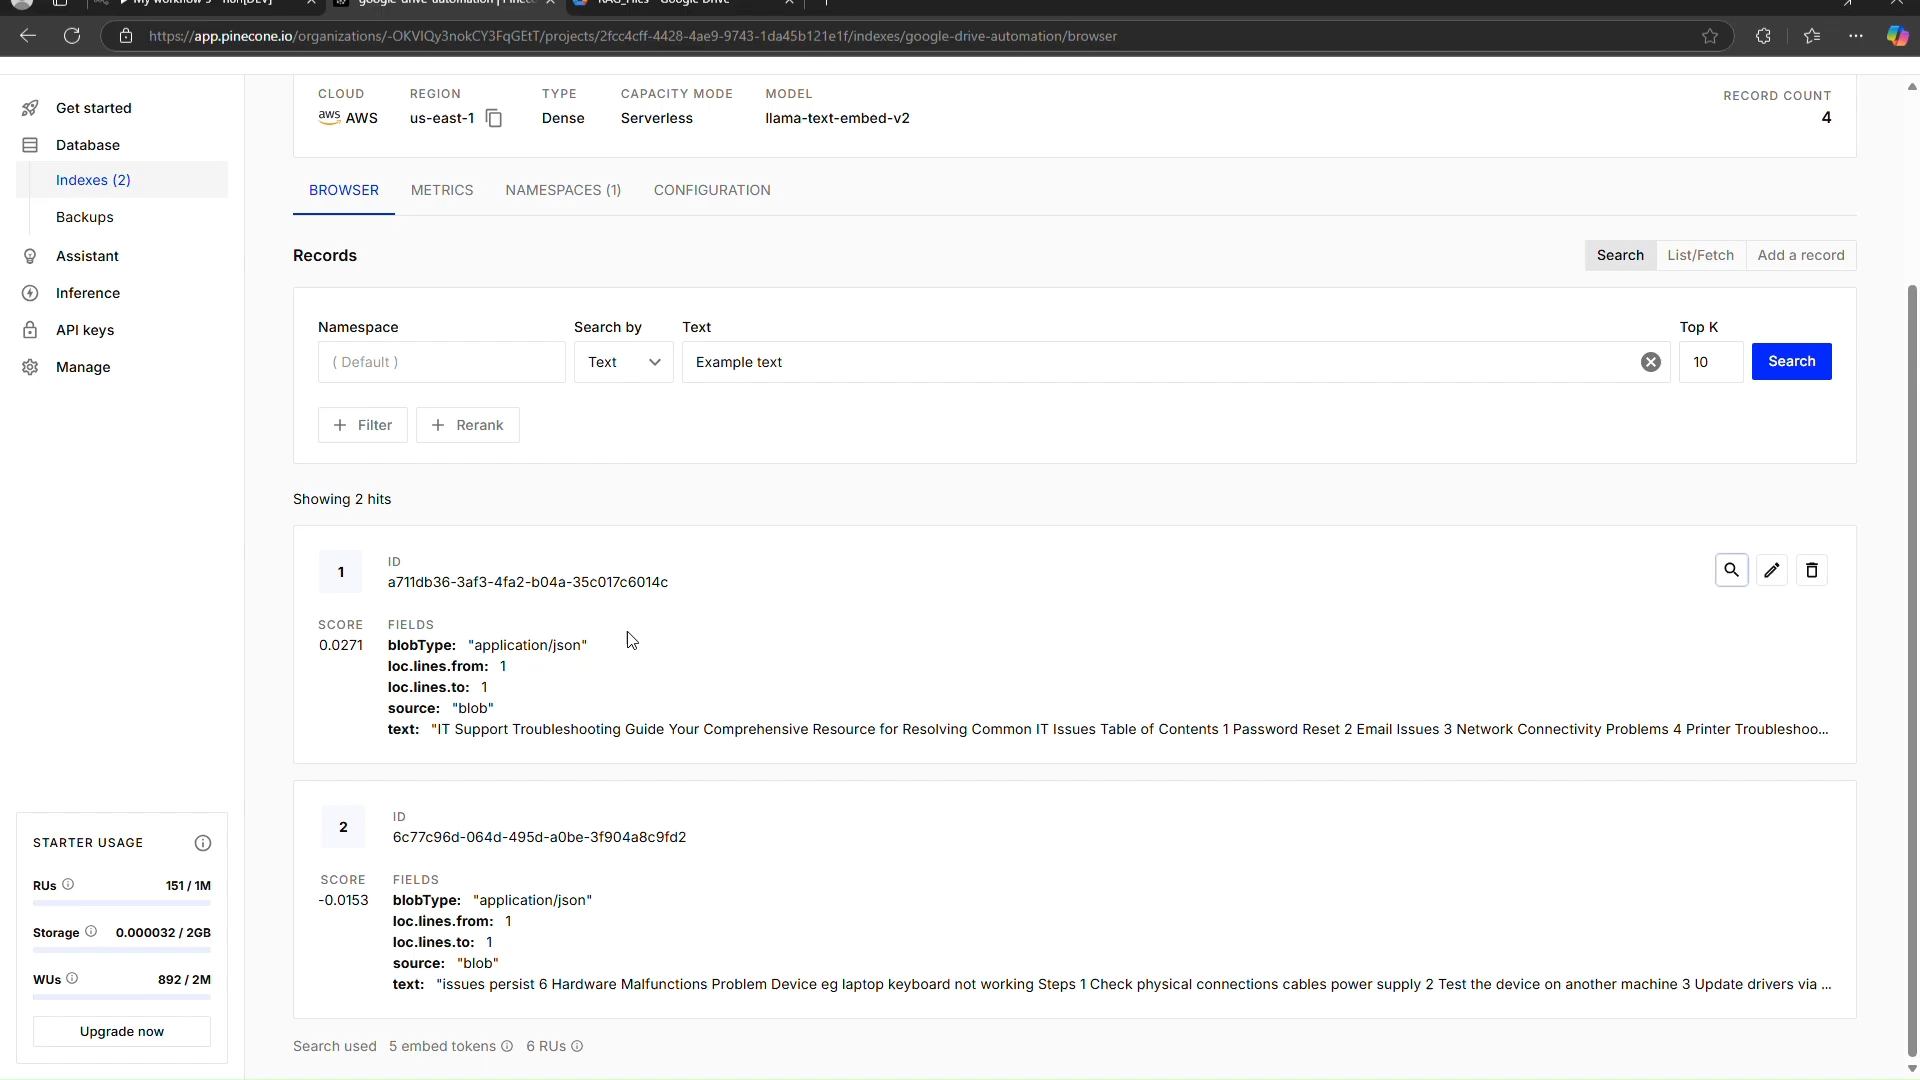 https://app.pinecone.io/organizations/-OKVlQy3nokCY3FqGEtT/projects/2fcc4cff-4428-4ae9-9743-1da45b121e1f/indexes/google-drive-automation/browser
Get started
Database
Indexes (2)
Backups
Assistant
Inference
API keys
Manage
CLOUD REGION TYPE CAPACITY MODE MODEL RECORD COUNT
aws AWS us-east-1 Dense Serverless llama-text-embed-v2 4
BROWSER METRICS NAMESPACES (1) CONFIGURATION
Records Search List/Fetch Add a record
Namespace Search by Text Top K
( Default ) Text Example text 10 Search
+ Filter + Rerank
Showing 2 hits
1 ID
a711db36-3af3-4fa2-b04a-35c017c6014c
SCORE FIELDS
0.0271 blobType: "application/json"
loc.lines.from: 1
loc.lines.to: 1
source: "blob"
text: "IT Support Troubleshooting Guide Your Comprehensive Resource for Resolving Common IT Issues Table of Contents 1 Password Reset 2 Email Issues 3 Network Connectivity Problems 4 Printer Troubleshoo...
2 ID
6c77c96d-064d-495d-a0be-3f904a8c9fd2
SCORE FIELDS
-0.0153 blobType: "application/json"
loc.lines.from: 1
loc.lines.to: 1
source: "blob"
text: "issues persist 6 Hardware Malfunctions Problem Device eg laptop keyboard not working Steps 1 Check physical connections cables power supply 2 Test the device on another machine 3 Update drivers via ...
Search used 5 embed tokens 6 RUs
STARTER USAGE
RUs 151 / 1M
Storage 0.000032 / 2GB
WUs 892 / 2M
Upgrade now